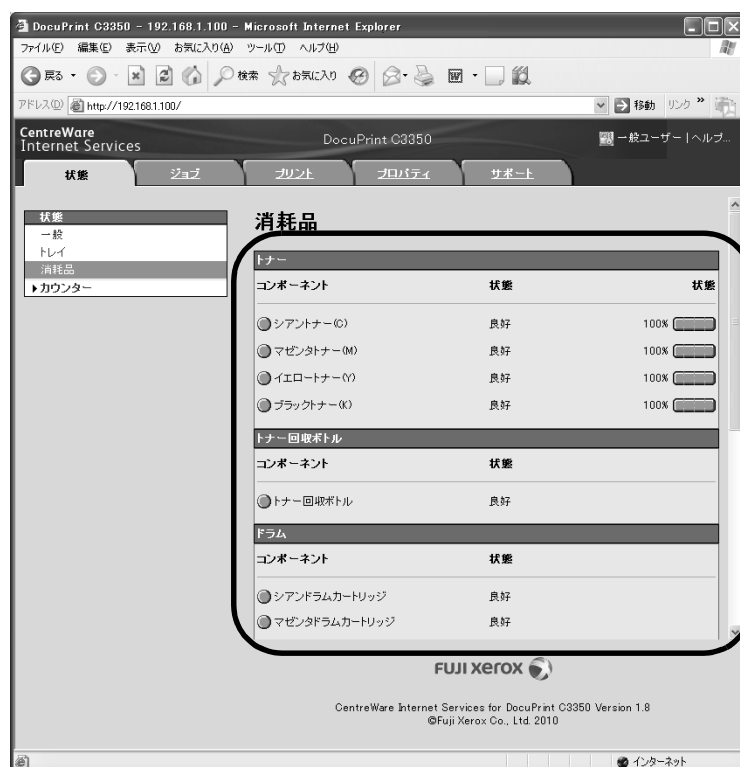 DocuPrint C3350 - 192.168.1.100 - Microsoft Internet Explorer
ファイル(F) 編集(E) 表示(V) お気に入り(A) ツール(T) ヘルプ(H)
戻る 検索 お気に入り
アドレス(D) http://192.168.1.100/ 移動 リンク »
CentreWare
Internet Services
DocuPrint C3350
一般ユーザー | ヘルプ...
状態 ジョブ プリント プロパティ サポート
状態
一般
トレイ
消耗品
カウンター
消耗品
トナー
コンポーネント 状態 状態
シアントナー(C) 良好 100%
マゼンタトナー(M) 良好 100%
イエロートナー(Y) 良好 100%
ブラックトナー(K) 良好 100%
トナー回収ボトル
コンポーネント 状態
トナー回収ボトル 良好
ドラム
コンポーネント 状態
シアンドラムカートリッジ 良好
マゼンタドラムカートリッジ 良好
FUJI XEROX
CentreWare Internet Services for DocuPrint C3350 Version 1.8
©Fuji Xerox Co., Ltd. 2010
インターネット